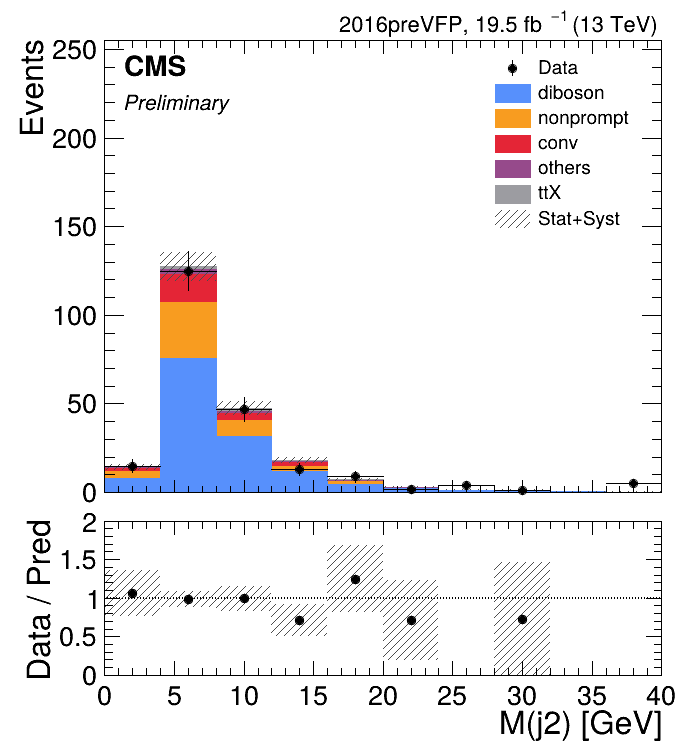 2016preVFP, 19.5 fb⁻¹ (13 TeV)
Events
250
200
150
100
50
0
CMS
Preliminary
Data
diboson
nonprompt
conv
others
ttX
Stat+Syst
Data / Pred
2
1.5
1
0.5
0
0 5 10 15 20 25 30 35 40
M(j2) [GeV]